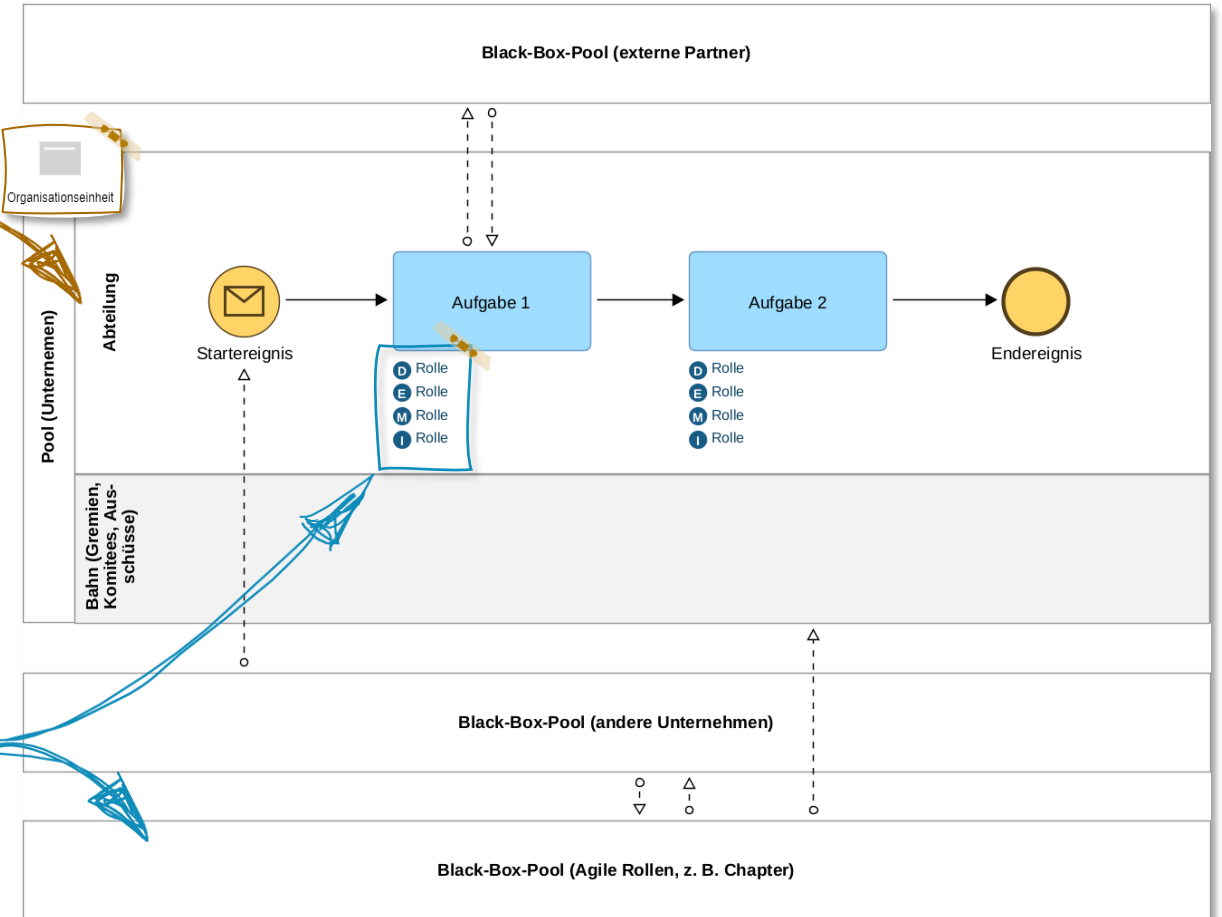 Black-Box-Pool (externe Partner)
Organisationseinheit
Pool (Unternemen)
Abteilung
Startereignis
Aufgabe 1
D Rolle
E Rolle
M Rolle
I Rolle
Aufgabe 2
D Rolle
E Rolle
M Rolle
I Rolle
Endereignis
Bahn (Gremien,
Komitees, Aus-
schüsse)
Black-Box-Pool (andere Unternehmen)
Black-Box-Pool (Agile Rollen, z. B. Chapter)